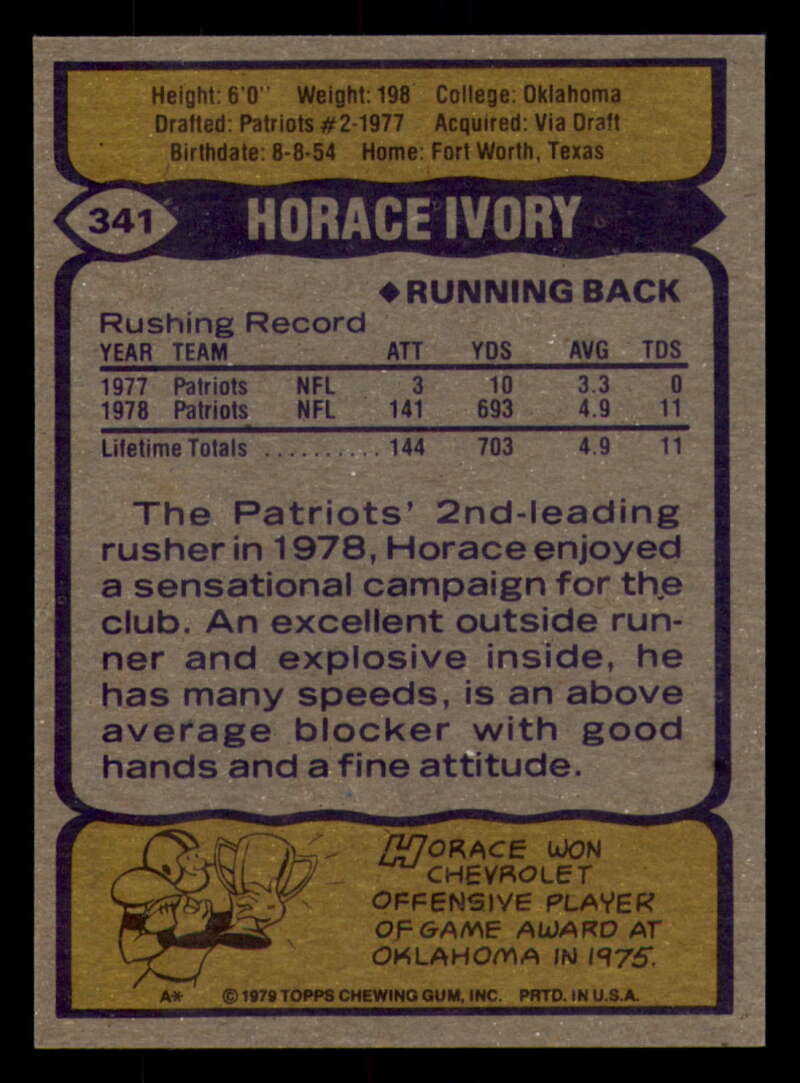 Height: 6'0" Weight: 198 College: Oklahoma
Drafted: Patriots #2-1977 Acquired: Via Draft
Birthdate: 8-8-54 Home: Fort Worth, Texas
341 HORACE IVORY
◆RUNNING BACK
Rushing Record
YEAR TEAM ATT YDS AVG TDS
1977 Patriots NFL 3 10 3.3 0
1978 Patriots NFL 141 693 4.9 11
Lifetime Totals .......... 144 703 4.9 11
The Patriots' 2nd-leading
rusher in 1978, Horace enjoyed
a sensational campaign for the
club. An excellent outside run-
ner and explosive inside, he
has many speeds, is an above
average blocker with good
hands and a fine attitude.
HORACE WON
CHEVROLET
OFFENSIVE PLAYER
OF GAME AWARD AT
OKLAHOMA IN 1975.
A* © 1979 TOPPS CHEWING GUM, INC. PRTD. IN U.S.A.